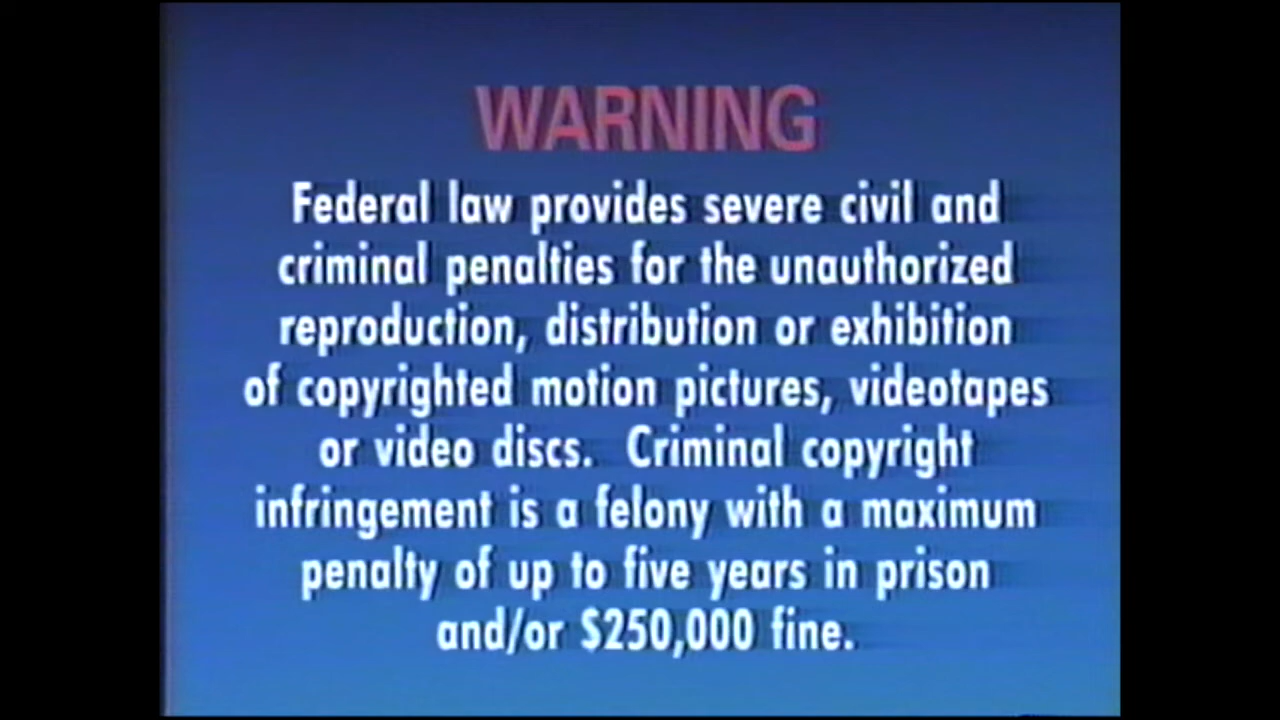 WARNING
Federal law provides severe civil and
criminal penalties for the unauthorized
reproduction, distribution or exhibition
of copyrighted motion pictures, videotapes
or video discs.  Criminal copyright
infringement is a felony with a maximum
penalty of up to five years in prison
and/or $250,000 fine.